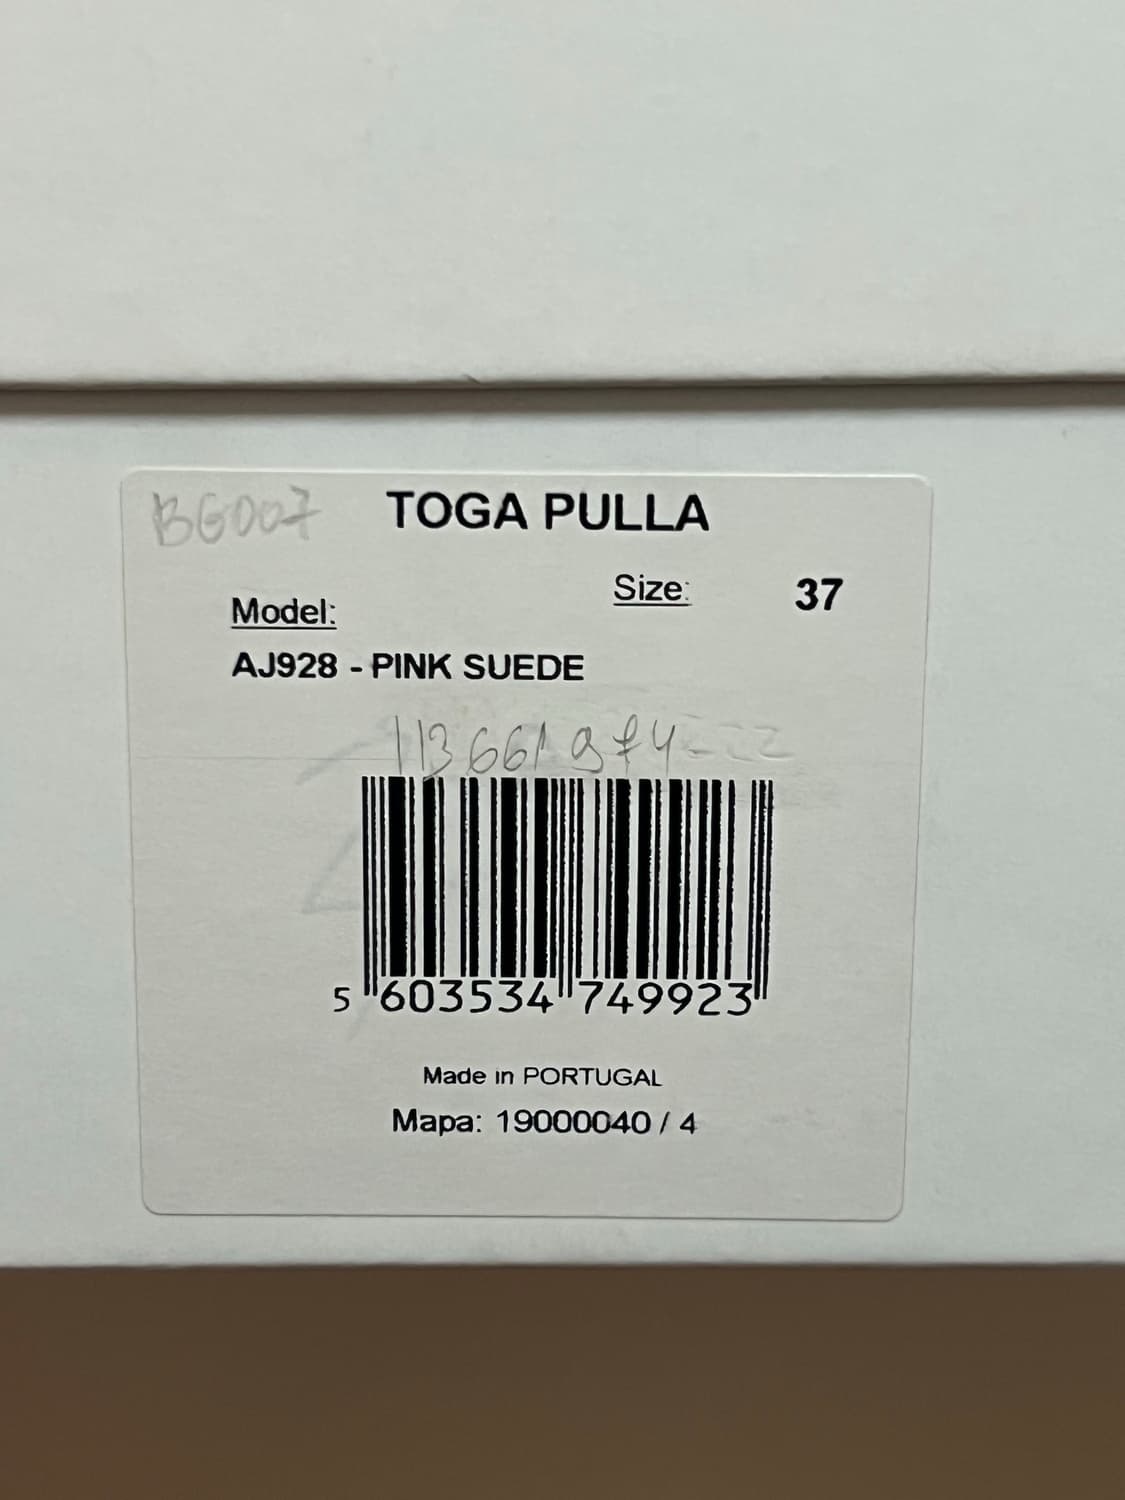 BG007
TOGA PULLA
Size: 37
Model:
AJ928 - PINK SUEDE
5 603534 749923
Made in PORTUGAL
Mapa: 19000040 / 4